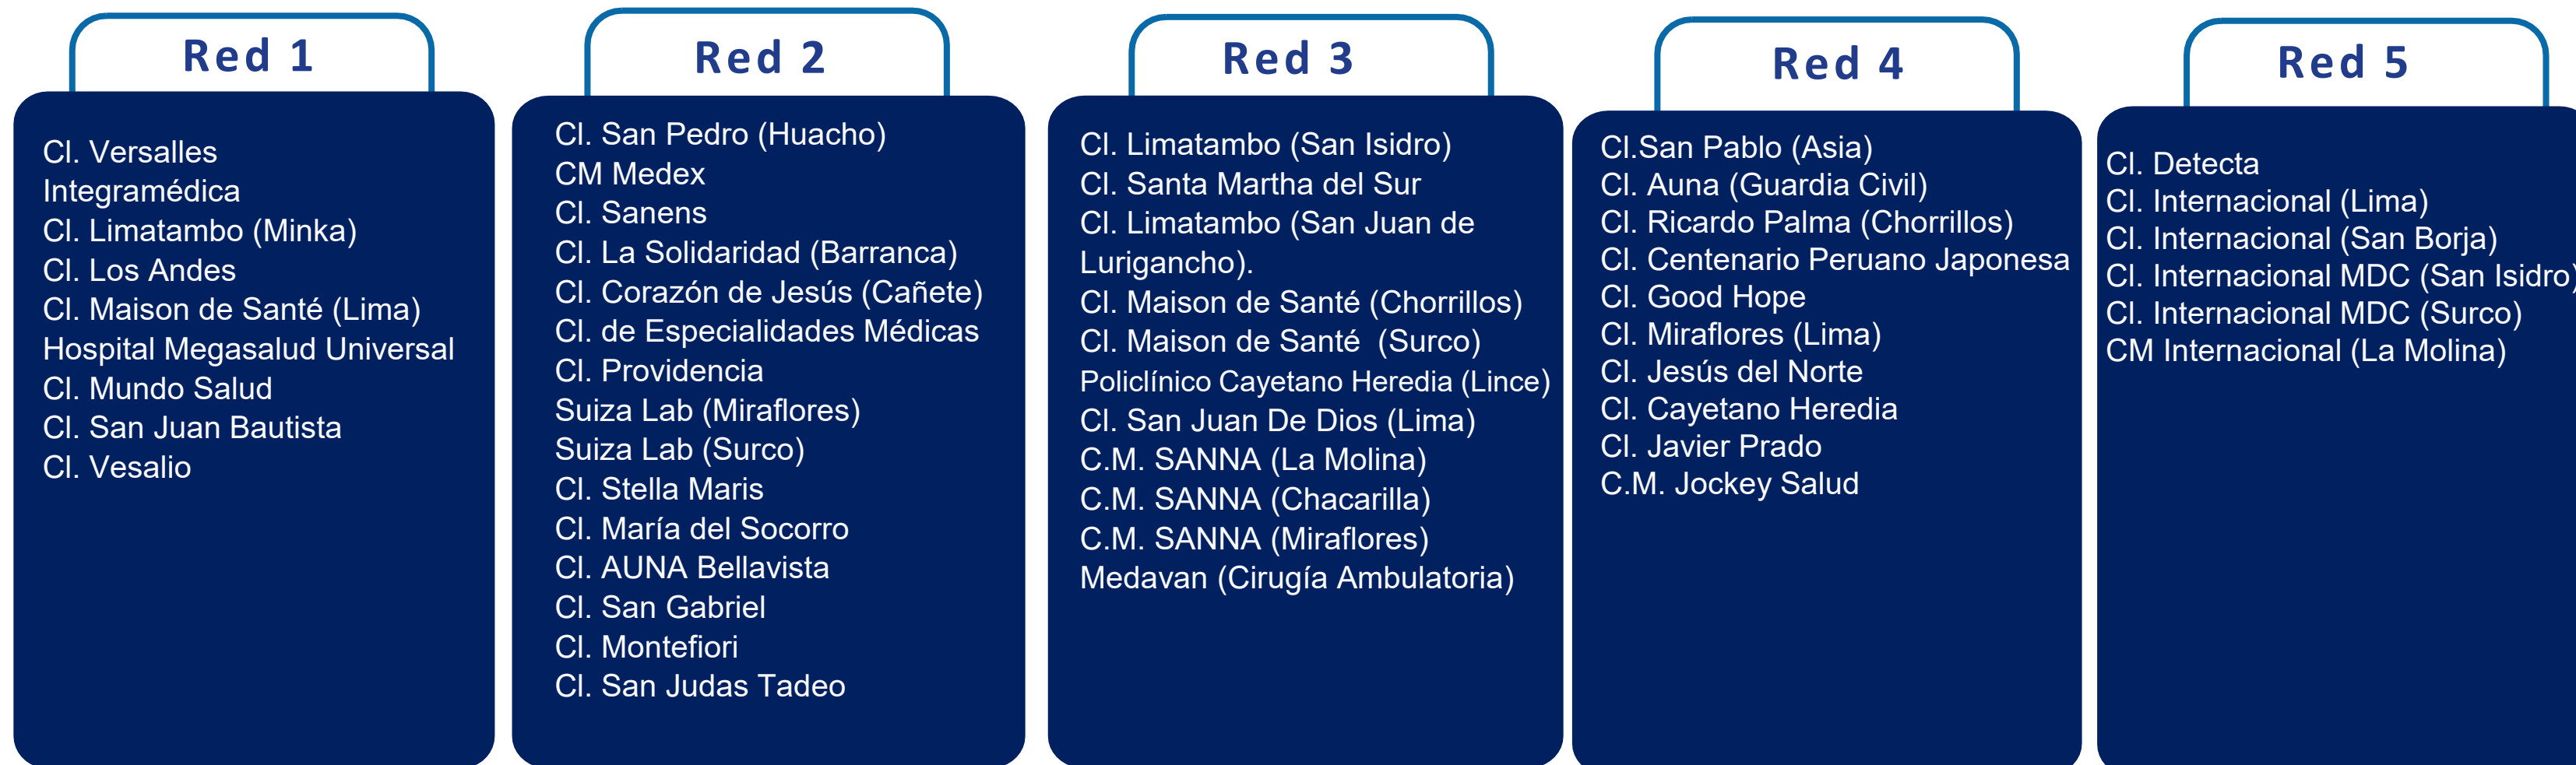 Red 1
Cl. Versalles
Integramédica
Cl. Limatambo (Minka)
Cl. Los Andes
Cl. Maison de Santé (Lima)
Hospital Megasalud Universal
Cl. Mundo Salud
Cl. San Juan Bautista
Cl. Vesalio
Red 2
Cl. San Pedro (Huacho)
CM Medex
Cl. Sanens
Cl. La Solidaridad (Barranca)
Cl. Corazón de Jesús (Cañete)
Cl. de Especialidades Médicas
Cl. Providencia
Suiza Lab (Miraflores)
Suiza Lab (Surco)
Cl. Stella Maris
Cl. María del Socorro
Cl. AUNA Bellavista
Cl. San Gabriel
Cl. Montefiori
Cl. San Judas Tadeo
Red 3
Cl. Limatambo (San Isidro)
Cl. Santa Martha del Sur
Cl. Limatambo (San Juan de
Lurigancho).
Cl. Maison de Santé (Chorrillos)
Cl. Maison de Santé  (Surco)
Policlínico Cayetano Heredia (Lince)
Cl. San Juan De Dios (Lima)
C.M. SANNA (La Molina)
C.M. SANNA (Chacarilla)
C.M. SANNA (Miraflores)
Medavan (Cirugía Ambulatoria)
Red 4
Cl.San Pablo (Asia)
Cl. Auna (Guardia Civil)
Cl. Ricardo Palma (Chorrillos)
Cl. Centenario Peruano Japonesa
Cl. Good Hope
Cl. Miraflores (Lima)
Cl. Jesús del Norte
Cl. Cayetano Heredia
Cl. Javier Prado
C.M. Jockey Salud
Red 5
Cl. Detecta
Cl. Internacional (Lima)
Cl. Internacional (San Borja)
Cl. Internacional MDC (San Isidro)
Cl. Internacional MDC (Surco)
CM Internacional (La Molina)